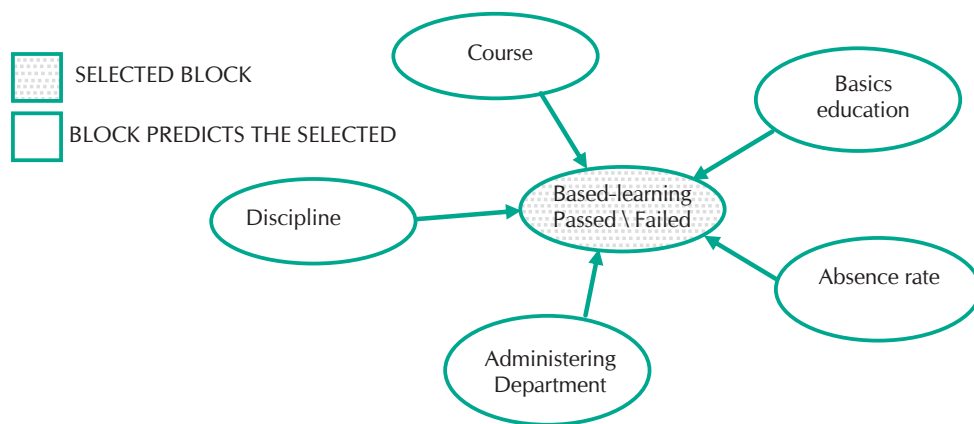 SELECTED BLOCK
BLOCK PREDICTS THE SELECTED
Course
Basics
education
Based-learning
Passed \ Failed
Discipline
Absence rate
Administering
Department